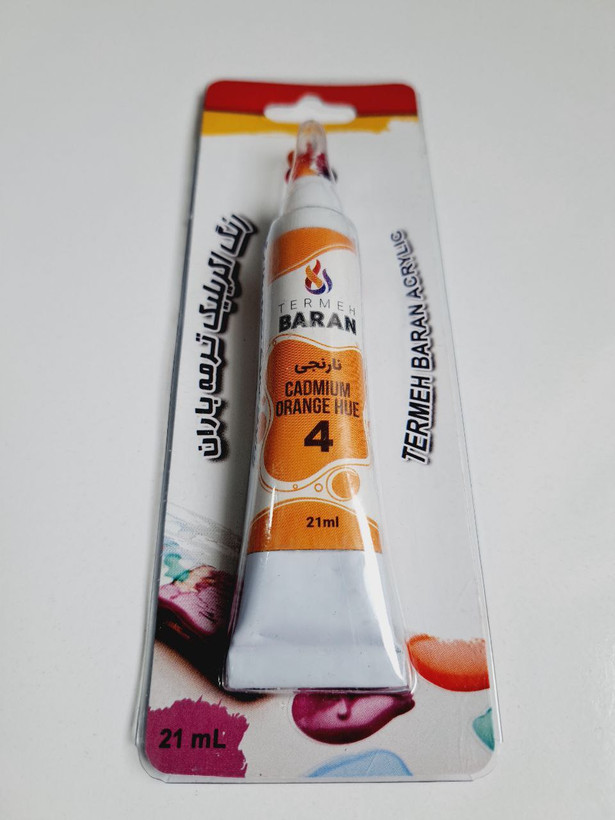 رنگ اکریلیک ترمه باران
TERMEH
BARAN
نارنجی
CADMIUM
ORANGE HUE
4
21ml
TERMEH BARAN ACRYLIC
21 mL